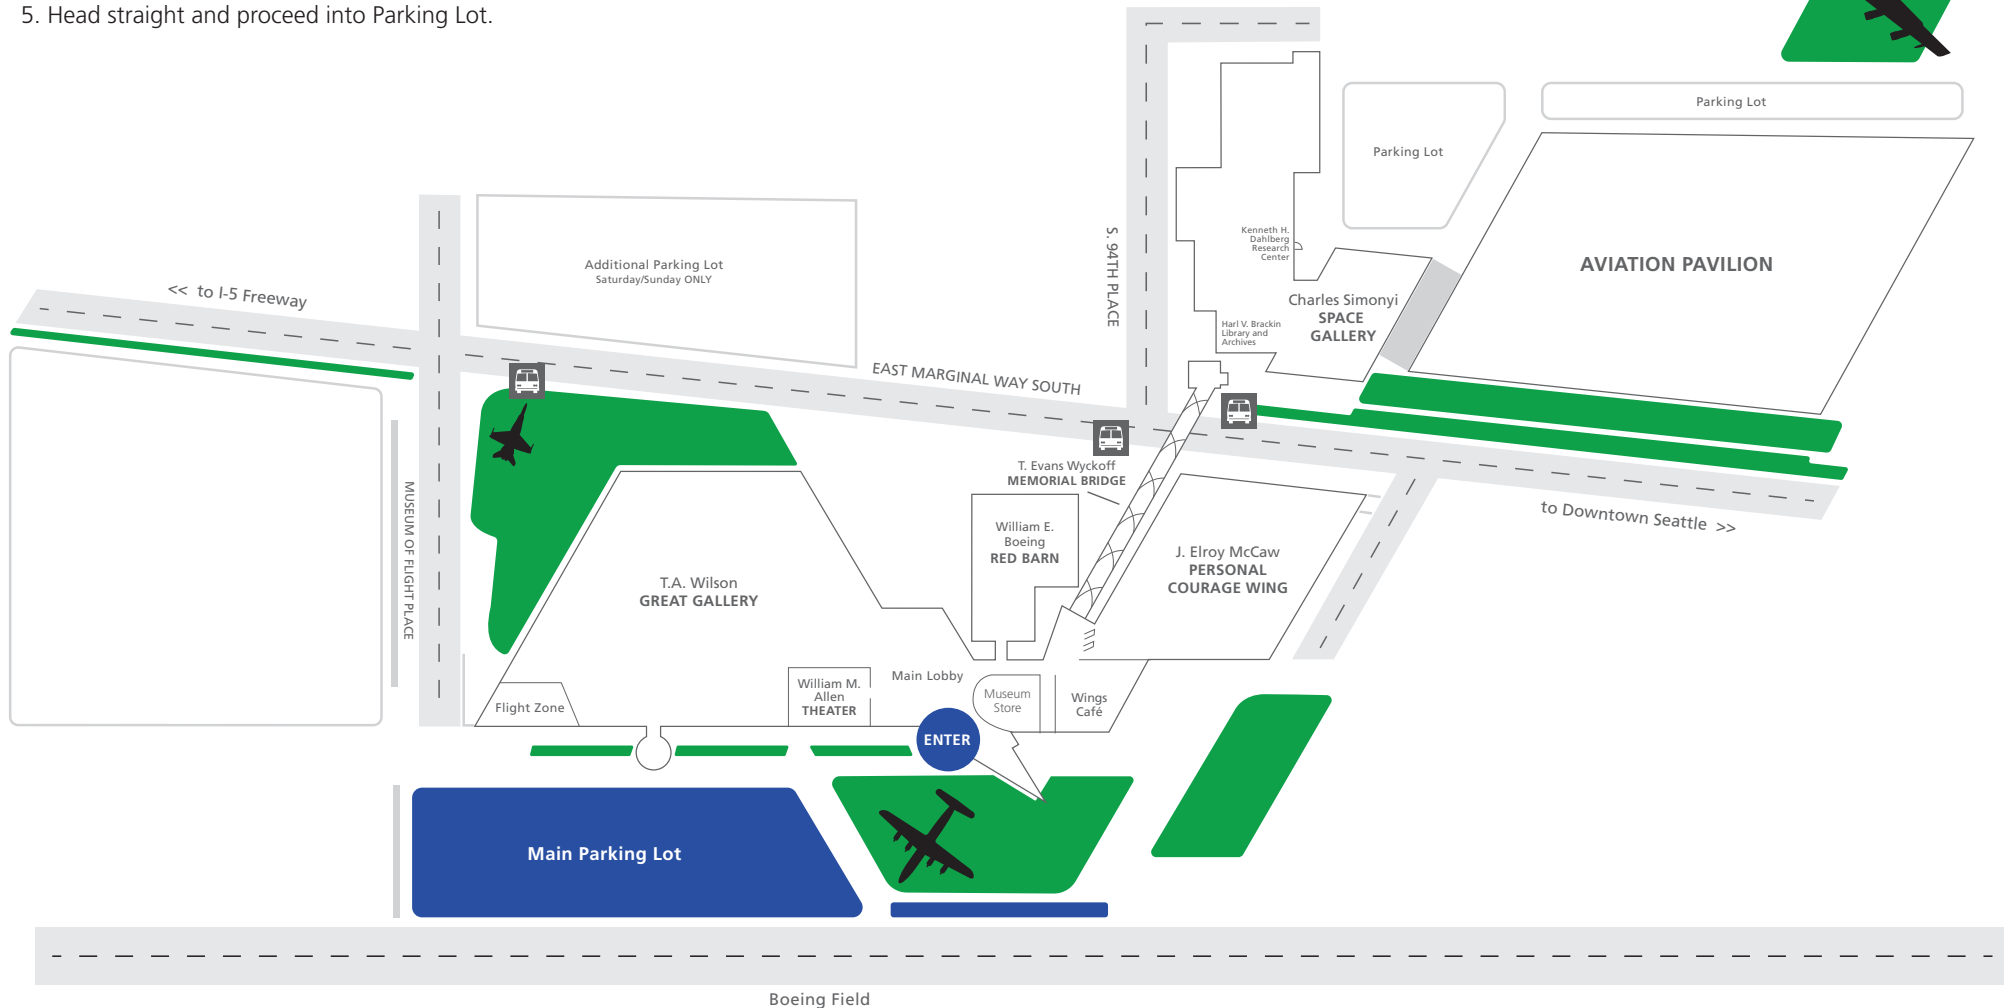 5. Head straight and proceed into Parking Lot.
Parking Lot
Parking Lot
<< to I-5 Freeway
Additional Parking Lot
Saturday/Sunday ONLY
S. 94TH PLACE
Kenneth H.
Dahlberg
Research
Center
AVIATION PAVILION
Charles Simonyi
SPACE
GALLERY
Harl V. Brackin
Library and
Archives
EAST MARGINAL WAY SOUTH
T. Evans Wyckoff
MEMORIAL BRIDGE
to Downtown Seattle >>
MUSEUM OF FLIGHT PLACE
William E.
Boeing
RED BARN
J. Elroy McCaw
PERSONAL
COURAGE WING
T.A. Wilson
GREAT GALLERY
Main Lobby
William M.
Allen
THEATER
Flight Zone
Museum
Store
Wings
Café
ENTER
Main Parking Lot
Boeing Field